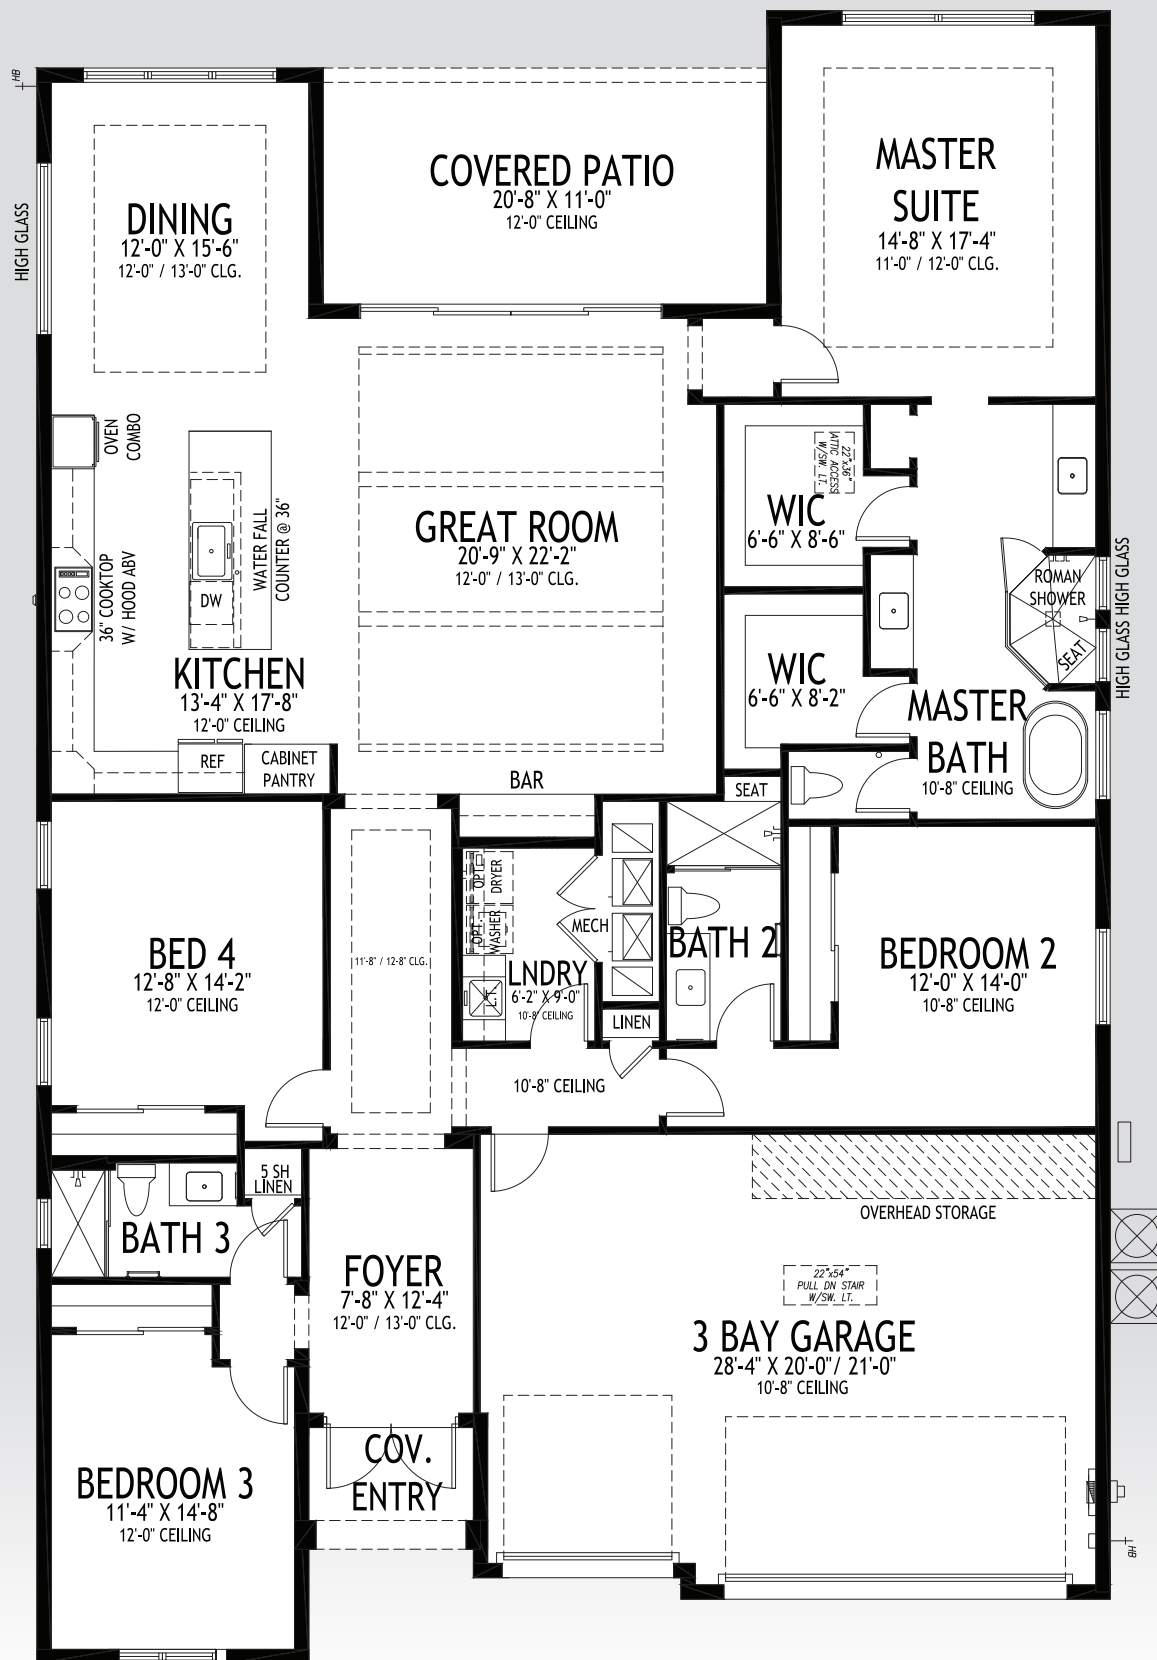 HB
HIGH GLASS
DINING
12'-0" X 15'-6"
12'-0" / 13'-0" CLG.
COVERED PATIO
20'-8" X 11'-0"
12'-0" CEILING
MASTER
SUITE
14'-8" X 17'-4"
11'-0" / 12'-0" CLG.
OVEN
COMBO
36" COOKTOP
W/ HOOD ABV
DW
WATER FALL
COUNTER @ 36"
KITCHEN
13'-4" X 17'-8"
12'-0" CEILING
REF
CABINET
PANTRY
GREAT ROOM
20'-9" X 22'-2"
12'-0" / 13'-0" CLG.
BAR
22"x36"
ATTIC ACCESS
W/SW. LT.
WIC
6'-6" X 8'-6"
WIC
6'-6" X 8'-2"
ROMAN
SHOWER
SEAT
HIGH GLASS HIGH GLASS
MASTER
BATH
10'-8" CEILING
SEAT
BED 4
12'-8" X 14'-2"
12'-0" CEILING
11'-8" / 12'-8" CLG.
OPT.
DRYER
OPT.
WASHER
L.T.
LNDRY
6'-2" X 9'-0"
10'-8" CEILING
MECH
LINEN
BATH 2
BEDROOM 2
12'-0" X 14'-0"
10'-8" CEILING
10'-8" CEILING
5 SH
LINEN
BATH 3
FOYER
7'-8" X 12'-4"
12'-0" / 13'-0" CLG.
OVERHEAD STORAGE
22"x54"
PULL DN STAIR
W/SW. LT.
3 BAY GARAGE
28'-4" X 20'-0"/ 21'-0"
10'-8" CEILING
COV.
ENTRY
BEDROOM 3
11'-4" X 14'-8"
12'-0" CEILING
HB